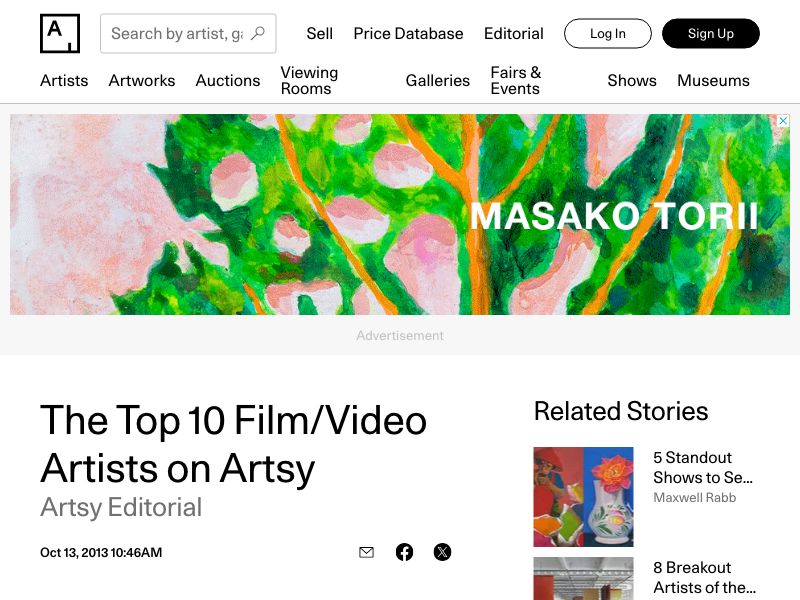 A
Search by artist, ga
Sell
Price Database
Editorial
Log In
Sign Up
Artists
Artworks
Auctions
Viewing
Rooms
Galleries
Fairs &
Events
Shows
Museums
MASAKO TORII
Advertisement
The Top 10 Film/Video
Artists on Artsy
Artsy Editorial
Oct 13, 2013 10:46AM
Related Stories
5 Standout
Shows to Se...
Maxwell Rabb
8 Breakout
Artists of the...